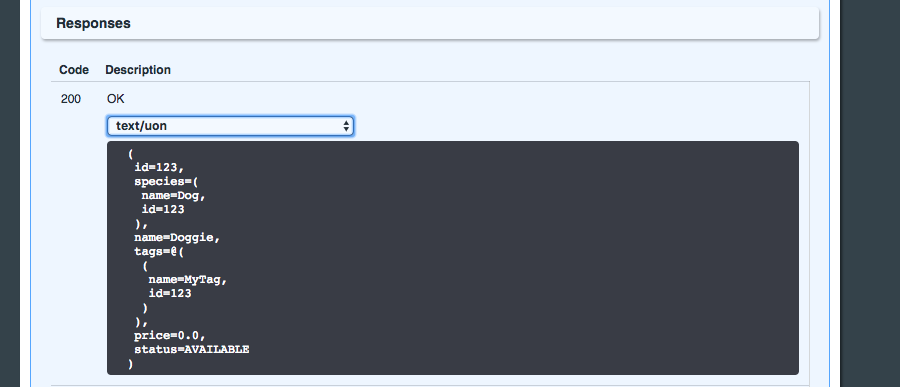 Responses
Code Description
200 OK
text/uon
(
id=123,
species=(
name=Dog,
id=123
),
name=Doggie,
tags=@(
(
name=MyTag,
id=123
)
),
price=0.0,
status=AVAILABLE
)